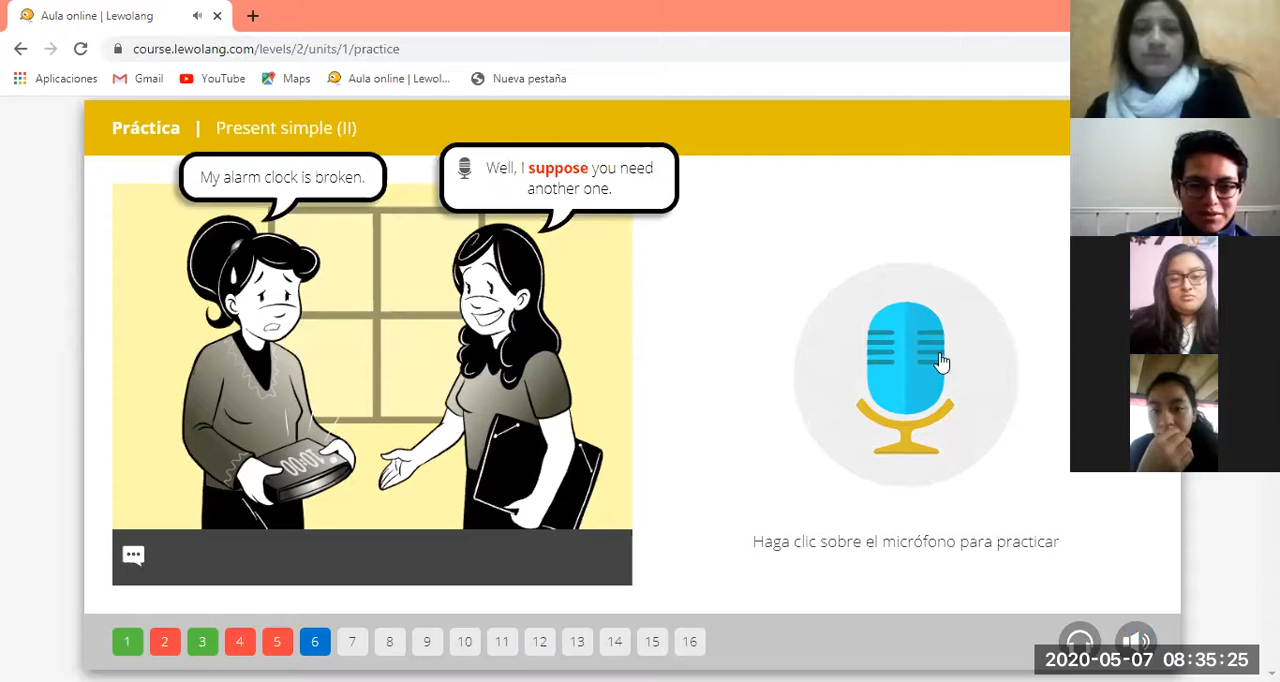 Aula online | Lewolang
course.lewolang.com/levels/2/units/1/practice
Aplicaciones
Gmail
YouTube
Maps
Aula online | Lewol...
Nueva pestaña
Práctica | Present simple (II)
My alarm clock is broken.
Well, I suppose you need
another one.
10:00
Haga clic sobre el micrófono para practicar
1 2 3 4 5 6 7 8 9 10 11 12 13 14 15 16
2020-05-07 08:35:25